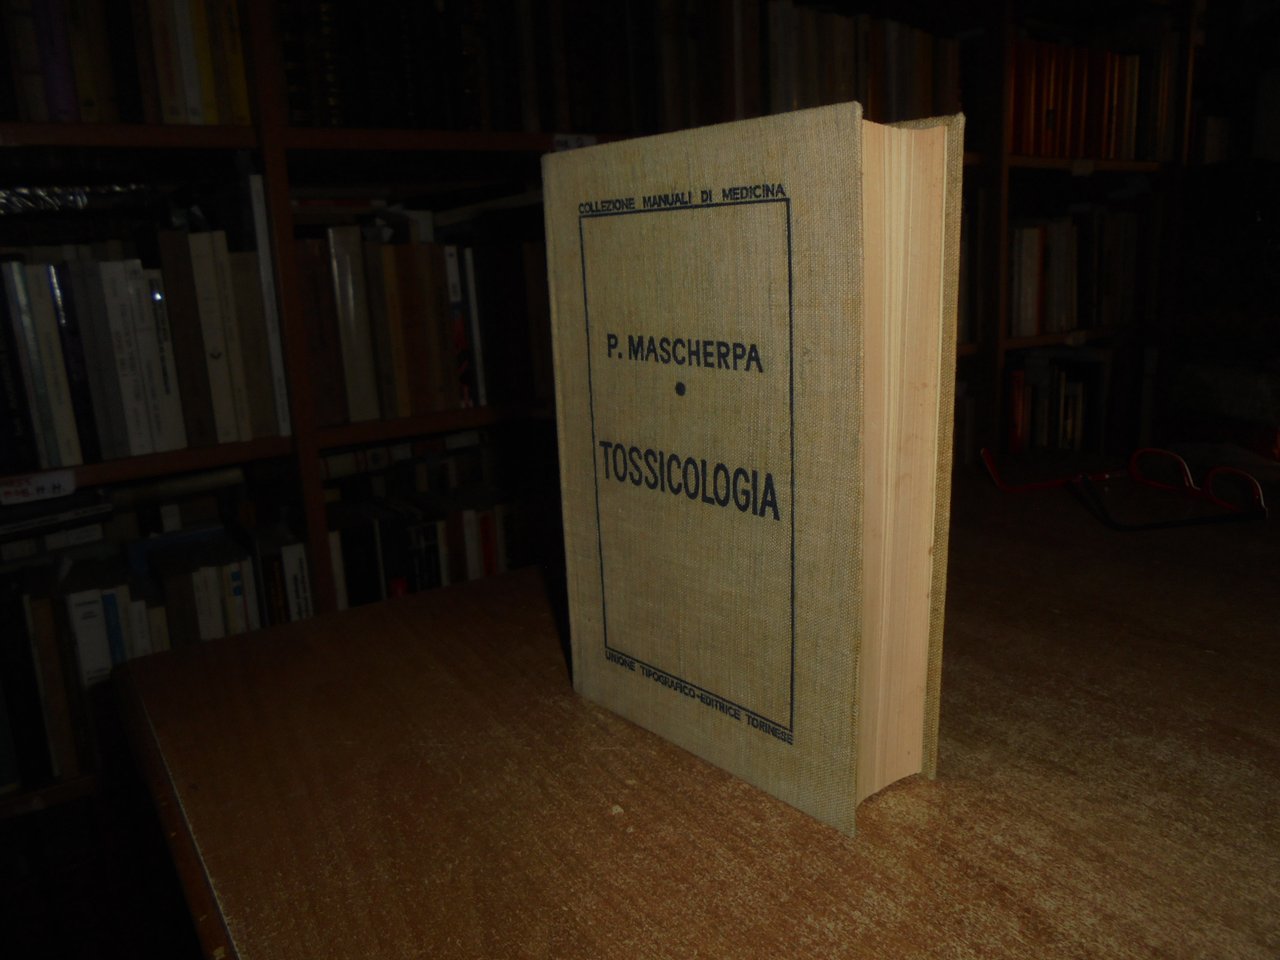 COLLEZIONE MANUALI DI MEDICINA
P. MASCHERPA
TOSSICOLOGIA
UNIONE TIPOGRAFICO-EDITRICE TORINESE